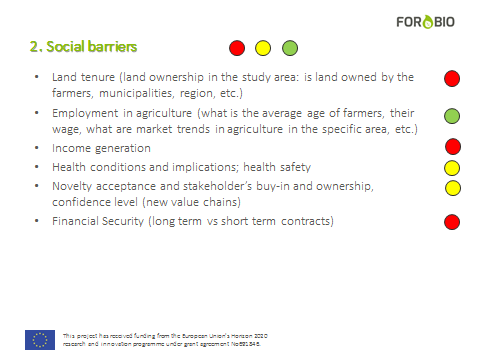 FORBIO
2. Social barriers
• Land tenure (land ownership in the study area: is land owned by the
farmers, municipalities, region, etc.)
• Employment in agriculture (what is the average age of farmers, their
wage, what are market trends in agriculture in the specific area, etc.)
• Income generation
• Health conditions and implications; health safety
• Novelty acceptance and stakeholder's buy-in and ownership,
confidence level (new value chains)
• Financial Security (long term vs short term contracts)
This project has received funding from the European Union's Horizon 2020
research and innovation programme under grant agreement No691846.